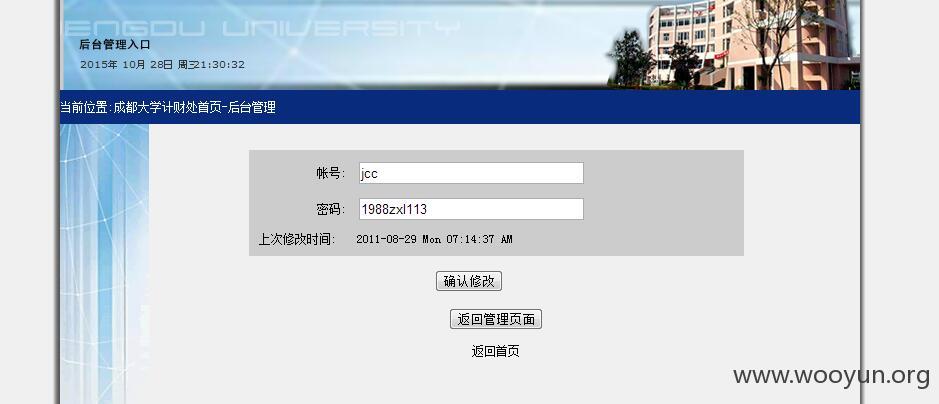 ENGDU UNIVERSITY
后台管理入口
2015年 10月 28日 周三21:30:32
当前位置:成都大学计财处首页-后台管理
帐号: jcc
密码: 1988zxl113
上次修改时间: 2011-08-29 Mon 07:14:37 AM
确认修改
返回管理页面
返回首页
www.wooyun.org